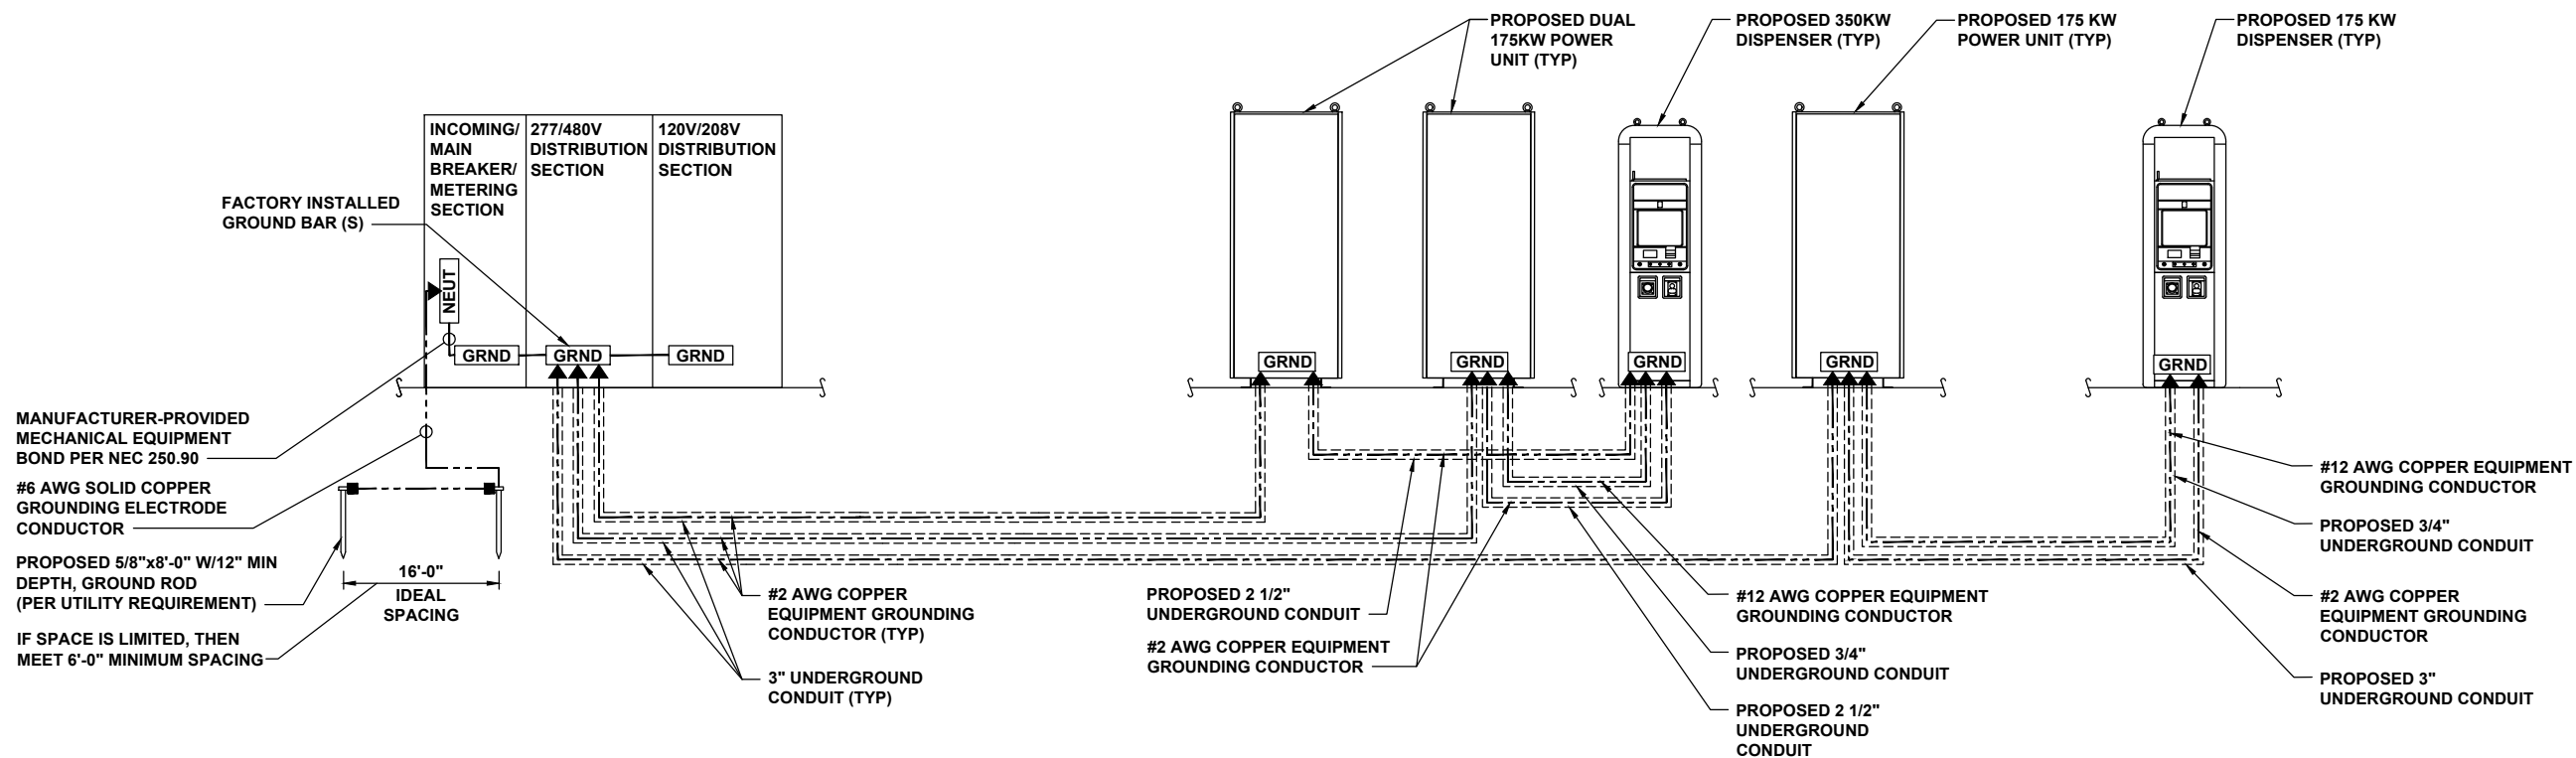 PROPOSED DUAL
175KW POWER
UNIT (TYP)
PROPOSED 350KW
DISPENSER (TYP)
PROPOSED 175 KW
POWER UNIT (TYP)
PROPOSED 175 KW
DISPENSER (TYP)
INCOMING/
MAIN
BREAKER/
METERING
SECTION
277/480V
DISTRIBUTION
SECTION
120V/208V
DISTRIBUTION
SECTION
FACTORY INSTALLED
GROUND BAR (S)
NEUT
GRND
GRND
GRND
GRND
GRND
GRND
GRND
GRND
MANUFACTURER-PROVIDED
MECHANICAL EQUIPMENT
BOND PER NEC 250.90
#6 AWG SOLID COPPER
GROUNDING ELECTRODE
CONDUCTOR
PROPOSED 5/8"x8'-0" W/12" MIN
DEPTH, GROUND ROD
(PER UTILITY REQUIREMENT)
IF SPACE IS LIMITED, THEN
MEET 6'-0" MINIMUM SPACING
16'-0"
IDEAL
SPACING
#2 AWG COPPER
EQUIPMENT GROUNDING
CONDUCTOR (TYP)
3" UNDERGROUND
CONDUIT (TYP)
PROPOSED 2 1/2"
UNDERGROUND CONDUIT
#2 AWG COPPER EQUIPMENT
GROUNDING CONDUCTOR
#12 AWG COPPER EQUIPMENT
GROUNDING CONDUCTOR
PROPOSED 3/4"
UNDERGROUND CONDUIT
PROPOSED 2 1/2"
UNDERGROUND
CONDUIT
#12 AWG COPPER EQUIPMENT
GROUNDING CONDUCTOR
PROPOSED 3/4"
UNDERGROUND CONDUIT
#2 AWG COPPER
EQUIPMENT GROUNDING
CONDUCTOR
PROPOSED 3"
UNDERGROUND CONDUIT